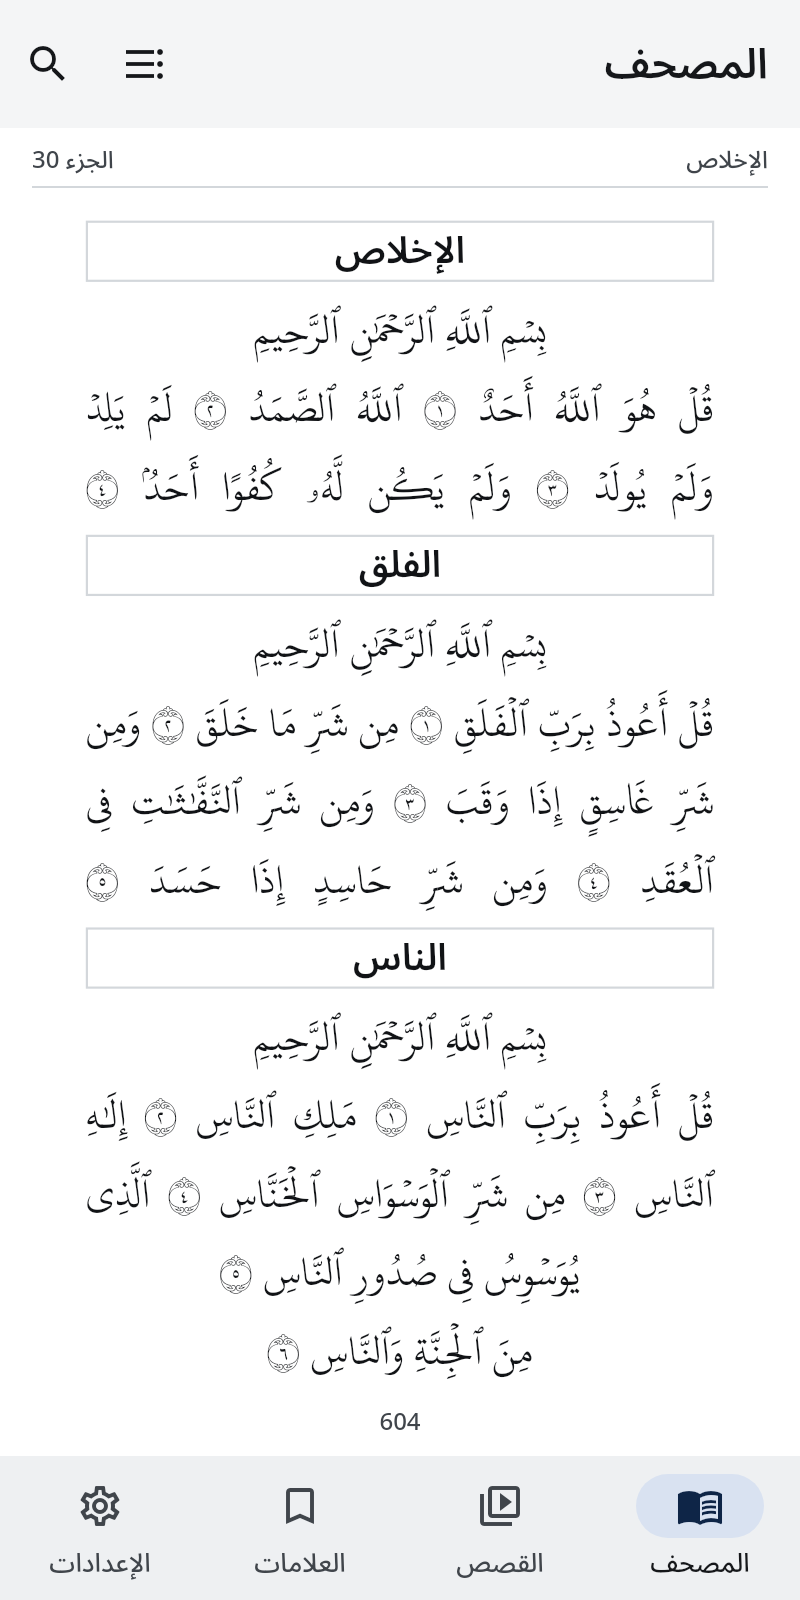 المصحف
الإخلاص
الجزء 30
الإخلاص
بِسۡمِ ٱللَّهِ ٱلرَّحۡمَٰنِ ٱلرَّحِيمِ
قُلۡ هُوَ ٱللَّهُ أَحَدٌ ١ ٱللَّهُ ٱلصَّمَدُ ٢ لَمۡ يَلِدۡ
وَلَمۡ يُولَدۡ ٣ وَلَمۡ يَكُن لَّهُۥ كُفُوًا أَحَدُۢ ٤
الفلق
بِسۡمِ ٱللَّهِ ٱلرَّحۡمَٰنِ ٱلرَّحِيمِ
قُلۡ أَعُوذُ بِرَبِّ ٱلۡفَلَقِ ١ مِن شَرِّ مَا خَلَقَ ٢ وَمِن
شَرِّ غَاسِقٍ إِذَا وَقَبَ ٣ وَمِن شَرِّ ٱلنَّفَّٰثَٰتِ فِي
ٱلۡعُقَدِ ٤ وَمِن شَرِّ حَاسِدٍ إِذَا حَسَدَ ٥
الناس
بِسۡمِ ٱللَّهِ ٱلرَّحۡمَٰنِ ٱلرَّحِيمِ
قُلۡ أَعُوذُ بِرَبِّ ٱلنَّاسِ ١ مَلِكِ ٱلنَّاسِ ٢ إِلَٰهِ
ٱلنَّاسِ ٣ مِن شَرِّ ٱلۡوَسۡوَاسِ ٱلۡخَنَّاسِ ٤ ٱلَّذِي
يُوَسۡوِسُ فِي صُدُورِ ٱلنَّاسِ ٥
مِنَ ٱلۡجِنَّةِ وَٱلنَّاسِ ٦
604
المصحف
القصص
العلامات
الإعدادات